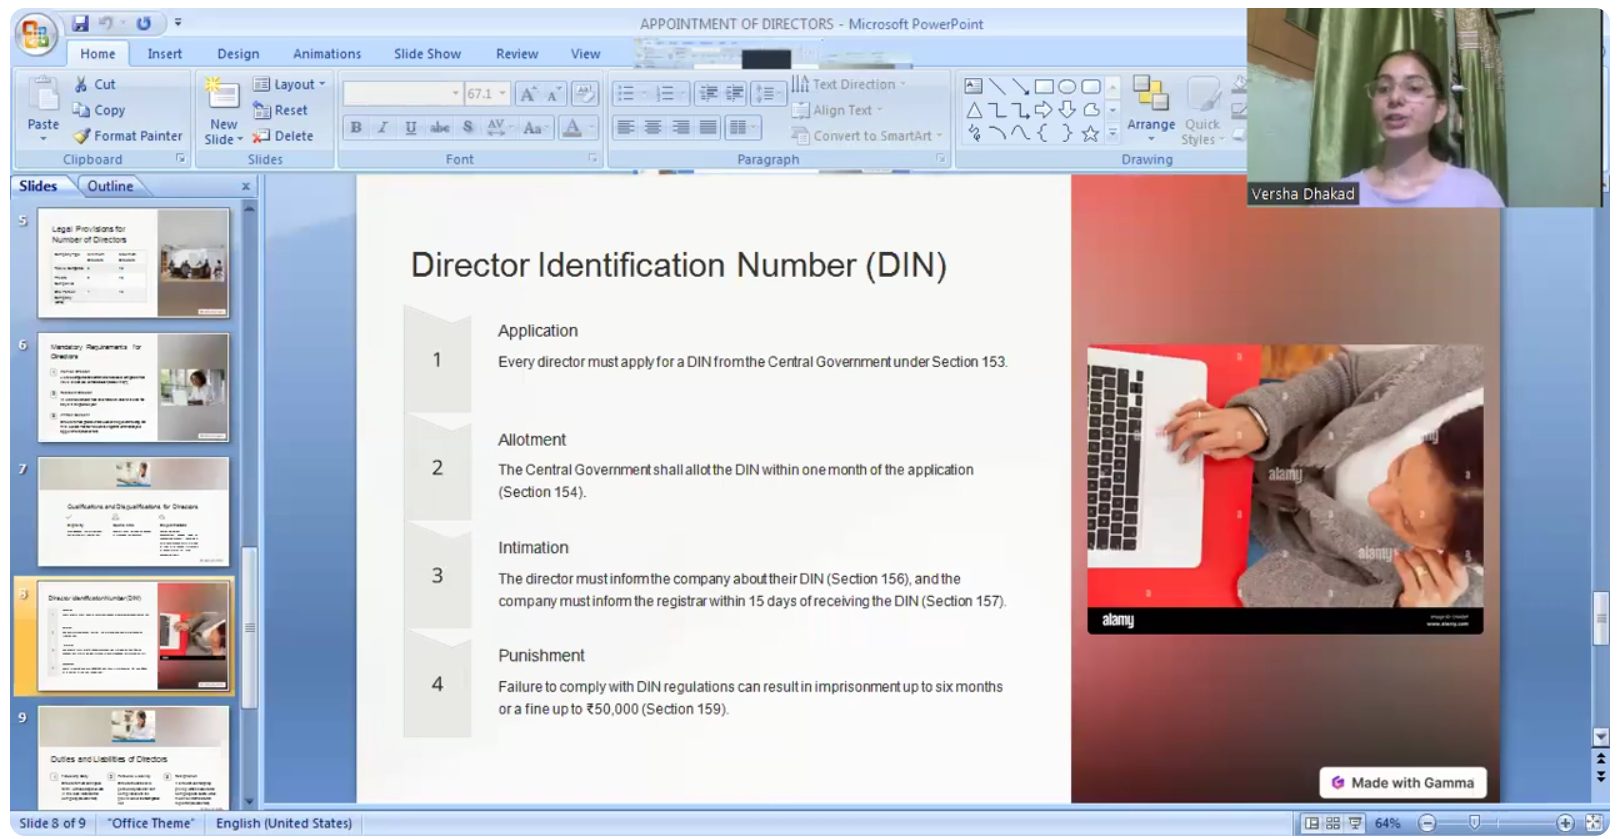 APPOINTMENT OF DIRECTORS - Microsoft PowerPoint
Home Insert Design Animations Slide Show Review View
Paste
Cut
Copy
Format Painter
Clipboard
New
Slide
Layout
Reset
Delete
Slides
67.1
B I U abc S AV Aa A
Font
Text Direction
Align Text
Convert to SmartArt
Paragraph
Arrange
Quick
Styles
Drawing
Versha Dhakad
Slides Outline
5
Legal Provisions for
Number of Directors
6
Mandatory Requirements for
Directors
7
Qualifications and Disqualifications for Directors
8
Director Identification Number (DIN)
9
Duties and Liabilities of Directors
Director Identification Number (DIN)
1
Application
Every director must apply for a DIN from the Central Government under Section 153.
2
Allotment
The Central Government shall allot the DIN within one month of the application
(Section 154).
3
Intimation
The director must inform the company about their DIN (Section 156), and the
company must inform the registrar within 15 days of receiving the DIN (Section 157).
4
Punishment
Failure to comply with DIN regulations can result in imprisonment up to six months
or a fine up to ₹50,000 (Section 159).
alamy
alamy
alamy
www.alamy.com
Made with Gamma
Slide 8 of 9 "Office Theme" English (United States) 64%